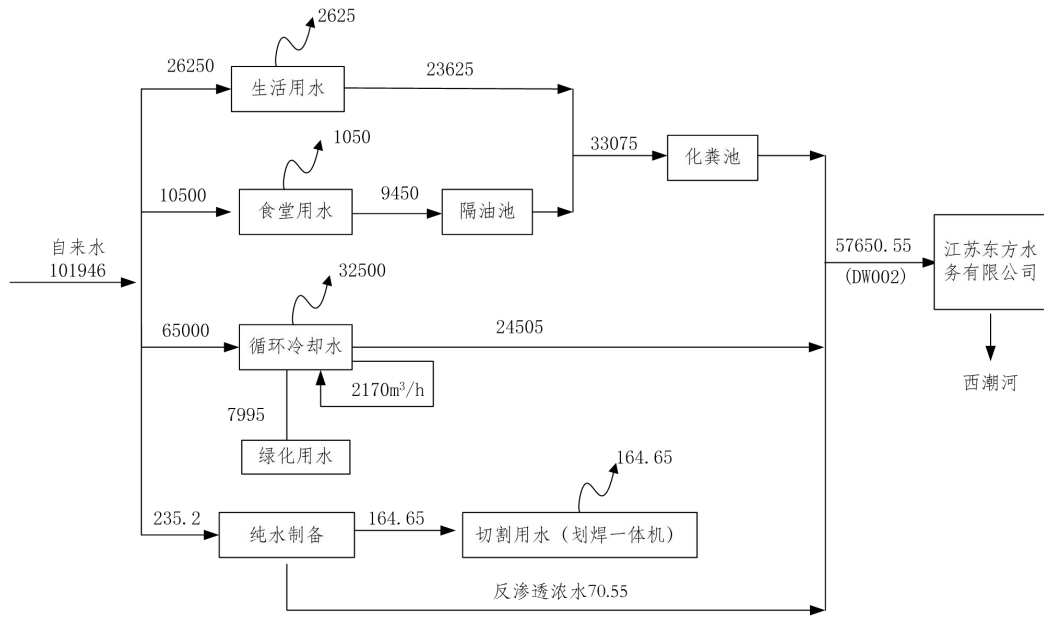 2625
26250
生活用水
23625
1050
33075
化粪池
10500
食堂用水
9450
隔油池
自来水
101946
57650.55
(DW002)
江苏东方水
务有限公司
32500
65000
循环冷却水
24505
2170m³/h
西潮河
7995
绿化用水
164.65
235.2
纯水制备
164.65
切割用水（划焊一体机）
反渗透浓水70.55